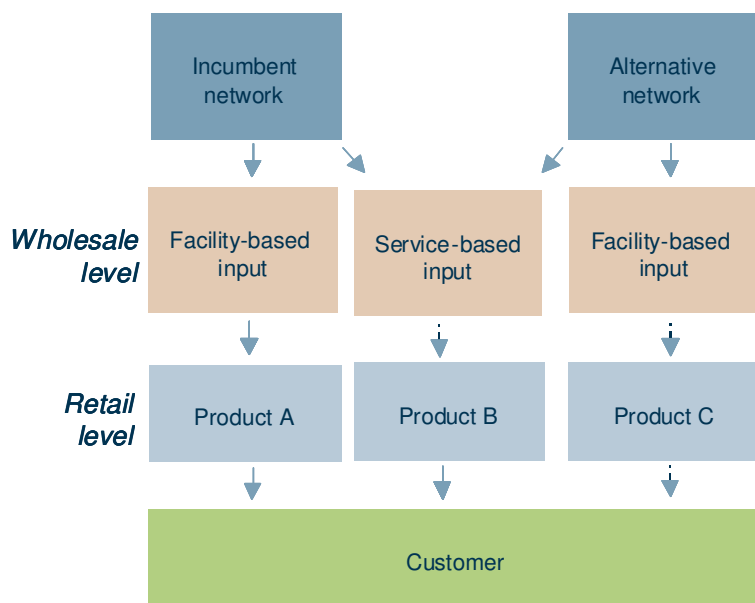 Incumbent
network
Alternative
network
Wholesale
level
Facility-based
input
Service-based
input
Facility-based
input
Retail
level
Product A
Product B
Product C
Customer